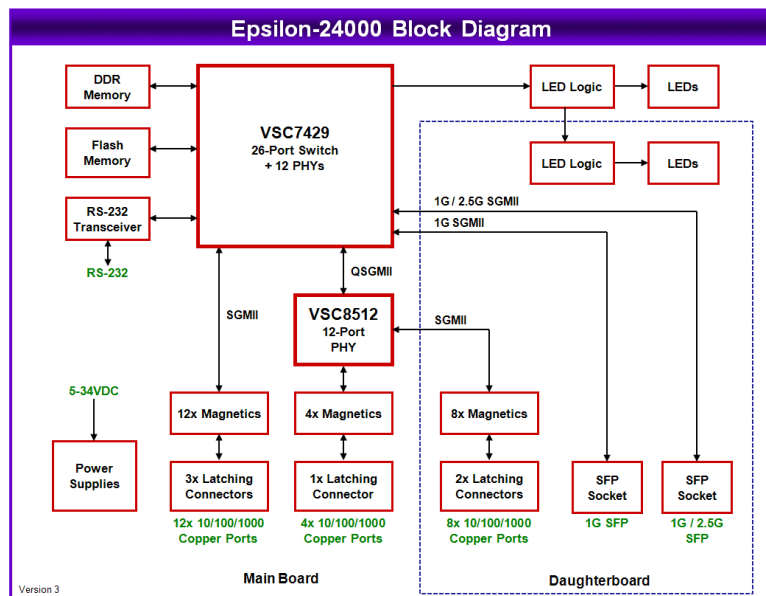 Epsilon-24000 Block Diagram
DDR
Memory
Flash
Memory
RS-232
Transceiver
RS-232
VSC7429
26-Port Switch
+ 12 PHYs
LED Logic
LEDs
LED Logic
LEDs
1G / 2.5G SGMII
1G SGMII
SGMII
QSGMII
VSC8512
12-Port
PHY
SGMII
5-34VDC
Power
Supplies
12x Magnetics
4x Magnetics
8x Magnetics
3x Latching
Connectors
1x Latching
Connector
2x Latching
Connectors
SFP
Socket
SFP
Socket
12x 10/100/1000
Copper Ports
4x 10/100/1000
Copper Ports
8x 10/100/1000
Copper Ports
1G SFP
1G / 2.5G
SFP
Main Board
Daughterboard
Version 3